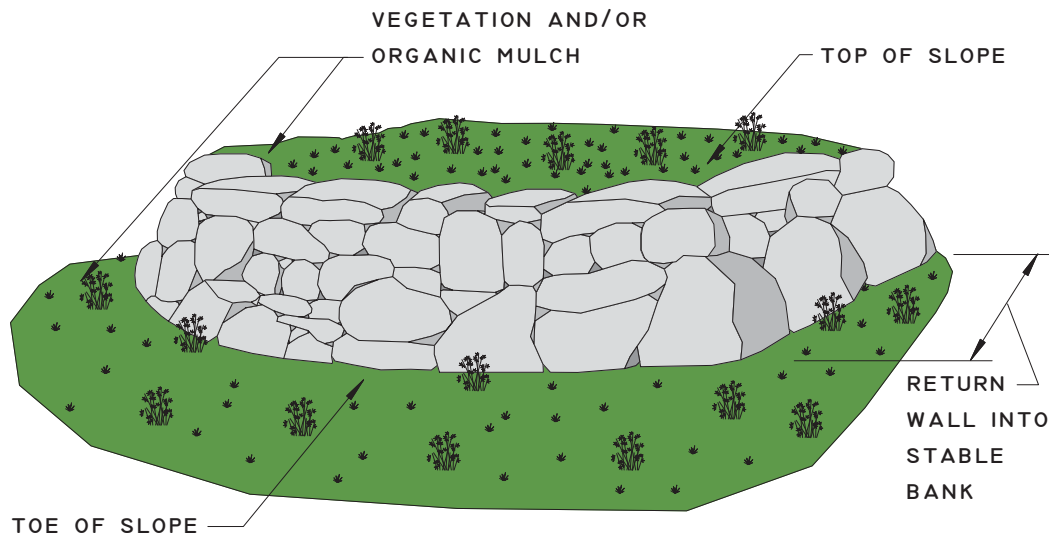 VEGETATION AND/OR
ORGANIC MULCH
TOP OF SLOPE
RETURN
WALL INTO
STABLE
BANK
TOE OF SLOPE